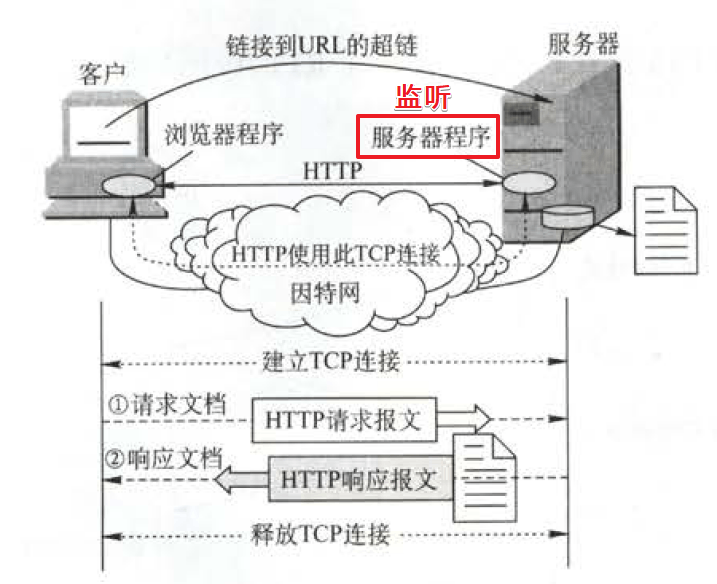 链接到URL的超链
服务器
客户
监听
浏览器程序
服务器程序
HTTP
HTTP使用此TCP连接
因特网
建立TCP连接
①请求文档
HTTP请求报文
②响应文档
HTTP响应报文
释放TCP连接